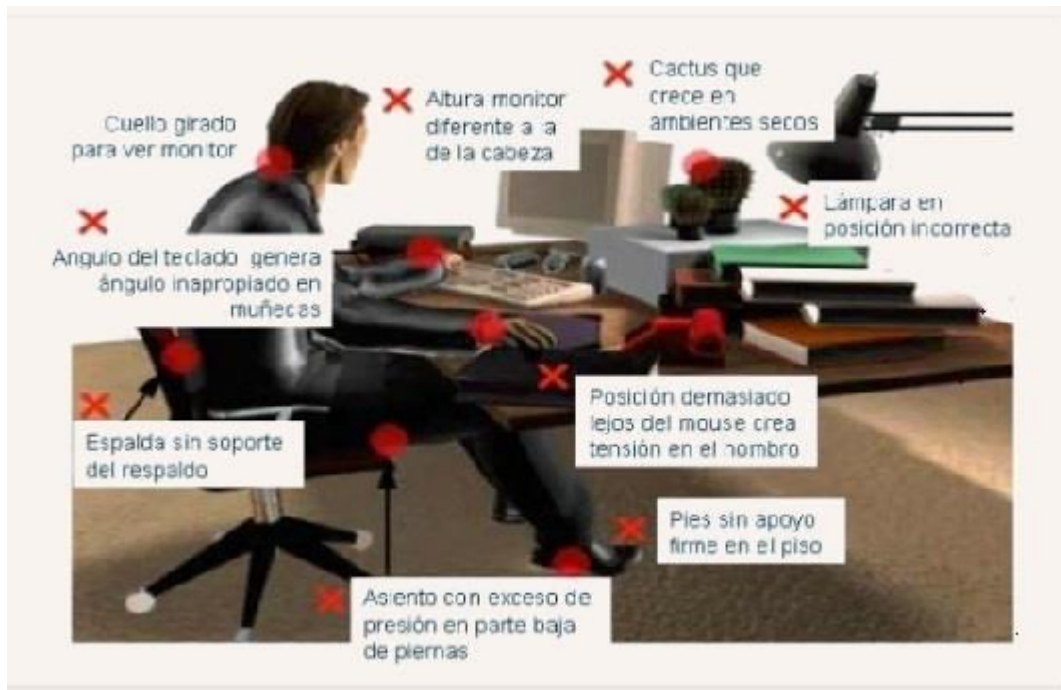 Cuello girado
para ver monitor
Altura monitor
diferente a a
de la cabeza
Cactus que
crece en
ambientes secos
Lámpara en
posición incorrecta
Angulo del teclado genera
ángulo inapropiado en
muñecas
Espalda sin soporte
del respaldo
Posición demasiado
lejos del mouse crea
tensión en el hombro
Pies sin apoyo
firme en el piso
Asiento con exceso de
presión en parte baja
de piernas